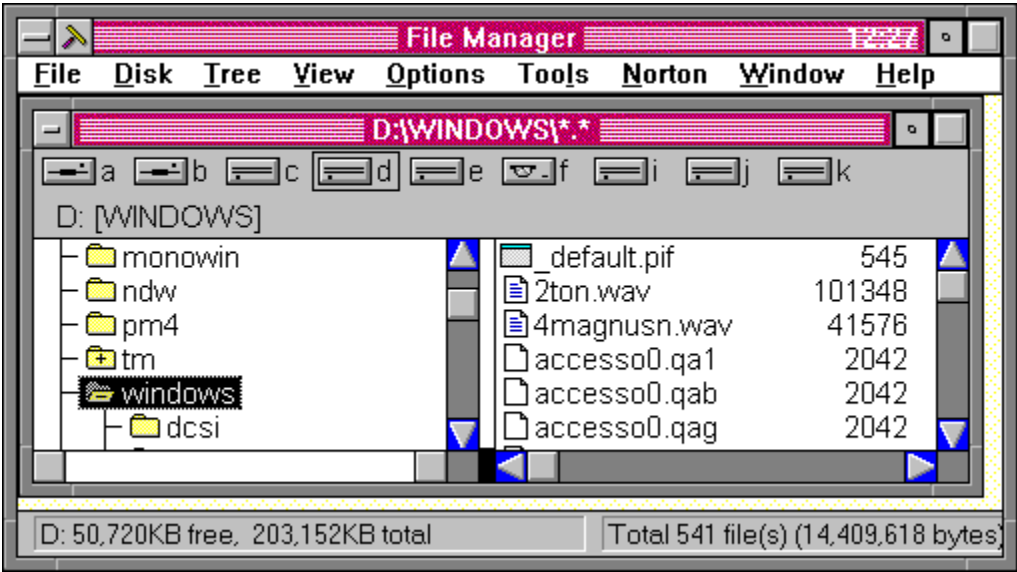 File Manager 12:27
File Disk Tree View Options Tools Norton Window Help
D:\WINDOWS\*.*
a b c d e f i j k
D: [WINDOWS]
monowin
ndw
pm4
tm
windows
dcsi
_default.pif 545
2ton.wav 101348
4magnusn.wav 41576
accesso0.qa1 2042
accesso0.qab 2042
accesso0.qag 2042
D: 50,720KB free, 203,152KB total
Total 541 file(s) (14,409,618 bytes)